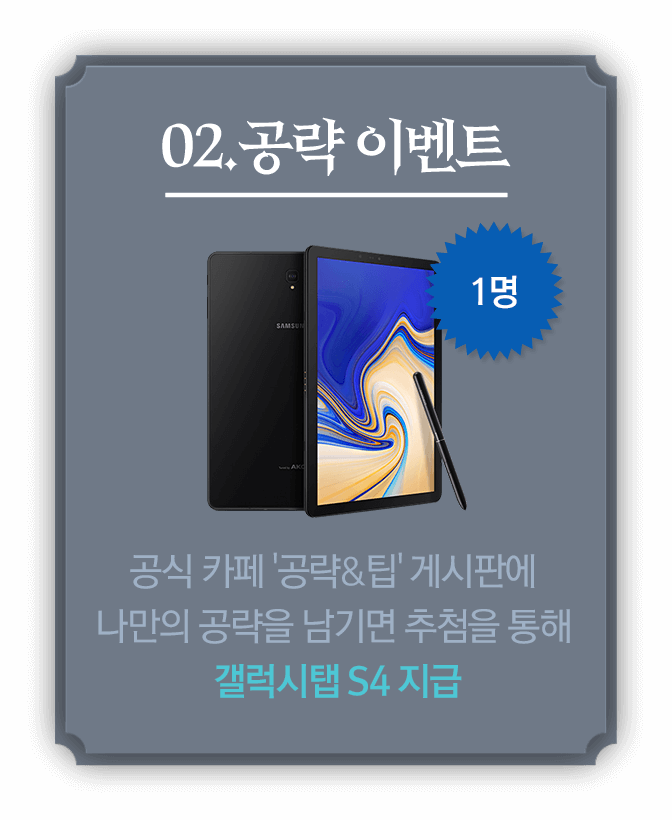 02.공략 이벤트
1명
SAMSUNG
공식 카페 '공략&팁' 게시판에
나만의 공략을 남기면 추첨을 통해
갤럭시탭 S4 지급